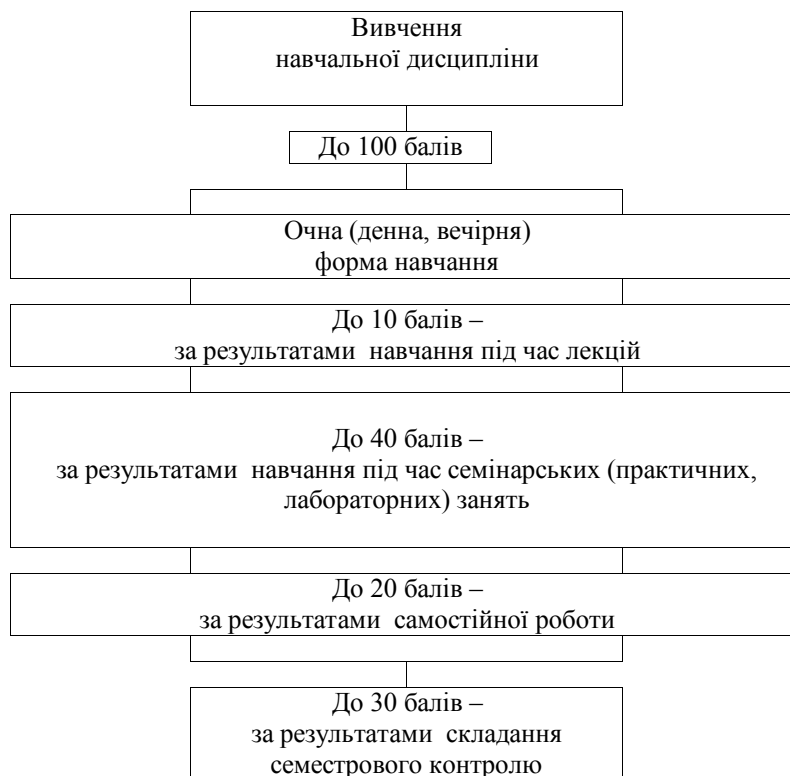 Вивчення
навчальної дисципліни
До 100 балів
Очна (денна, вечірня)
форма навчання
До 10 балів –
за результатами навчання під час лекцій
До 40 балів –
за результатами навчання під час семінарських (практичних,
лабораторних) занять
До 20 балів –
за результатами самостійної роботи
До 30 балів –
за результатами складання
семестрового контролю